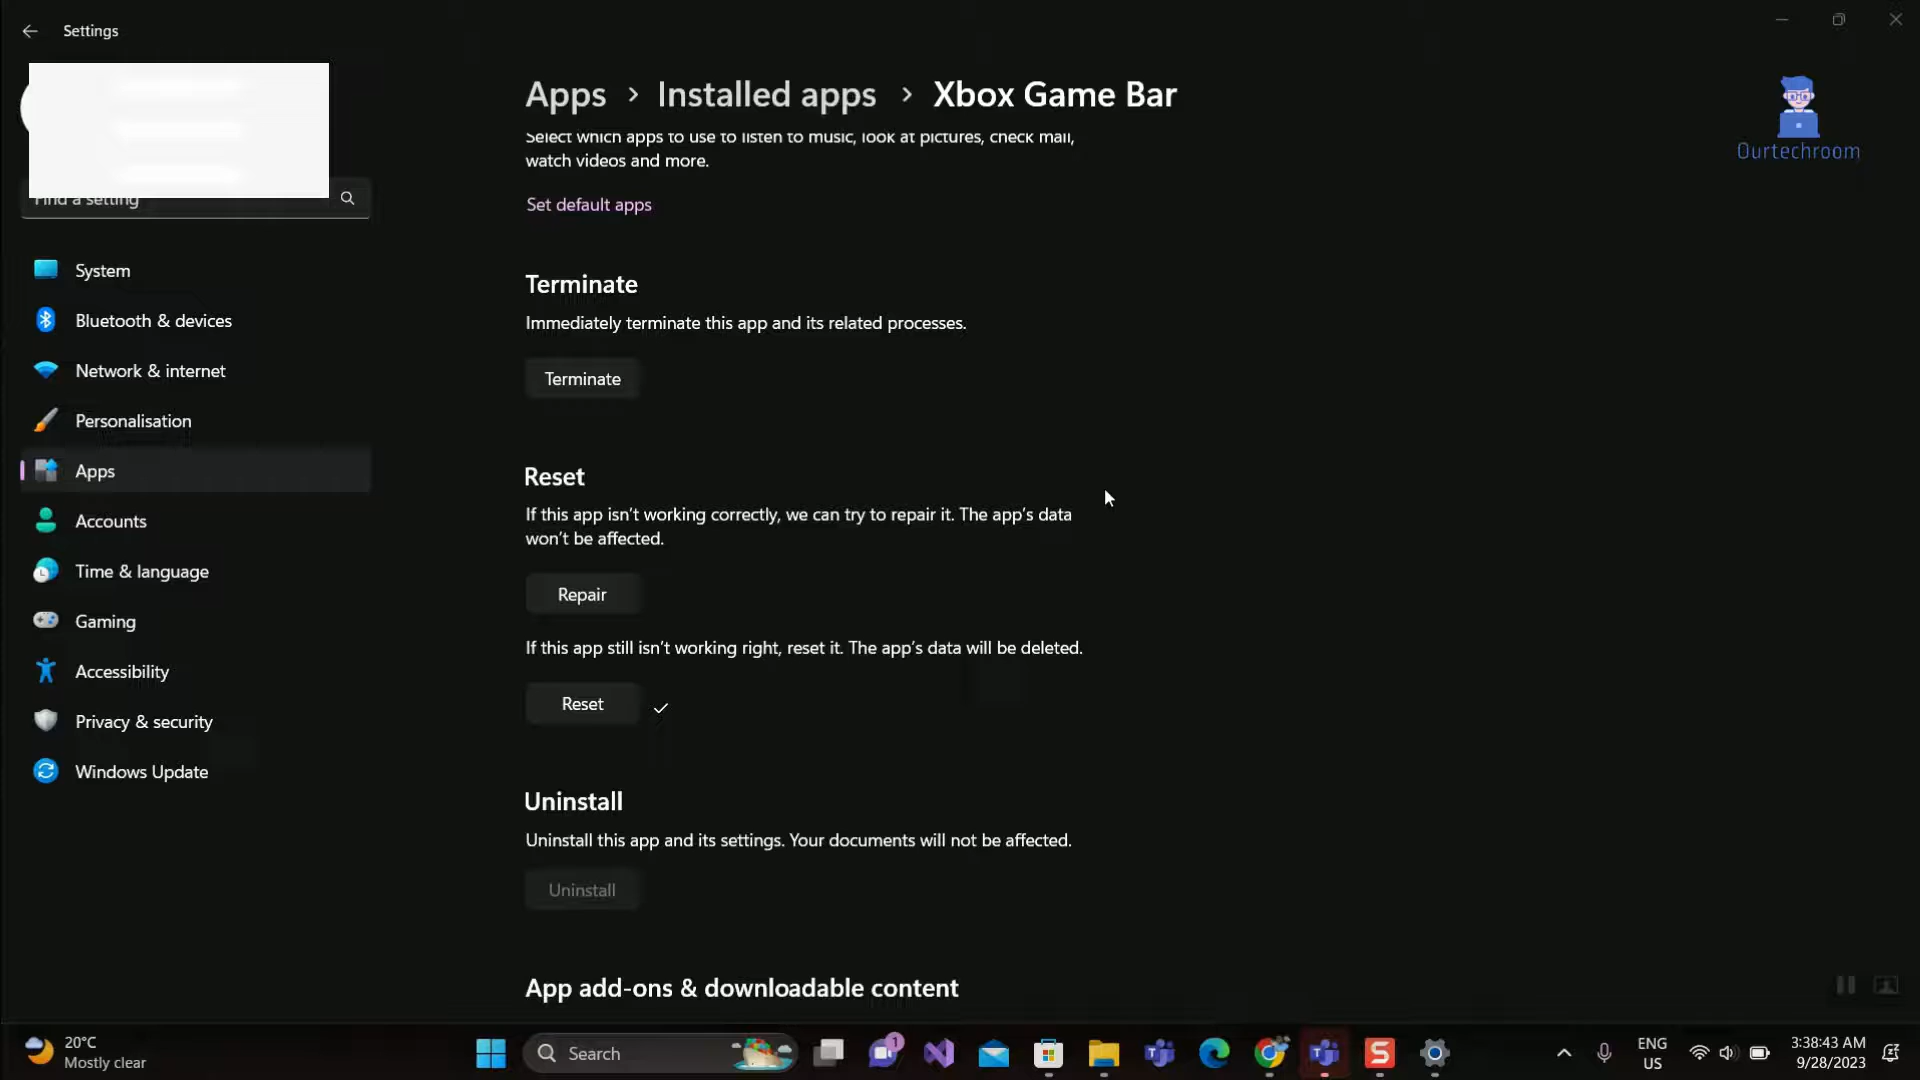 Settings
Apps > Installed apps > Xbox Game Bar
Select which apps to use to listen to music, look at pictures, check mail,
watch videos and more.
Set default apps
Ourtechroom
Find a setting
System
Bluetooth & devices
Network & internet
Personalisation
Apps
Accounts
Time & language
Gaming
Accessibility
Privacy & security
Windows Update
Terminate
Immediately terminate this app and its related processes.
Terminate
Reset
If this app isn't working correctly, we can try to repair it. The app's data
won't be affected.
Repair
If this app still isn't working right, reset it. The app's data will be deleted.
Reset
Uninstall
Uninstall this app and its settings. Your documents will not be affected.
Uninstall
App add-ons & downloadable content
20°C
Mostly clear
Search
1
ENG
US
3:38:43 AM
9/28/2023